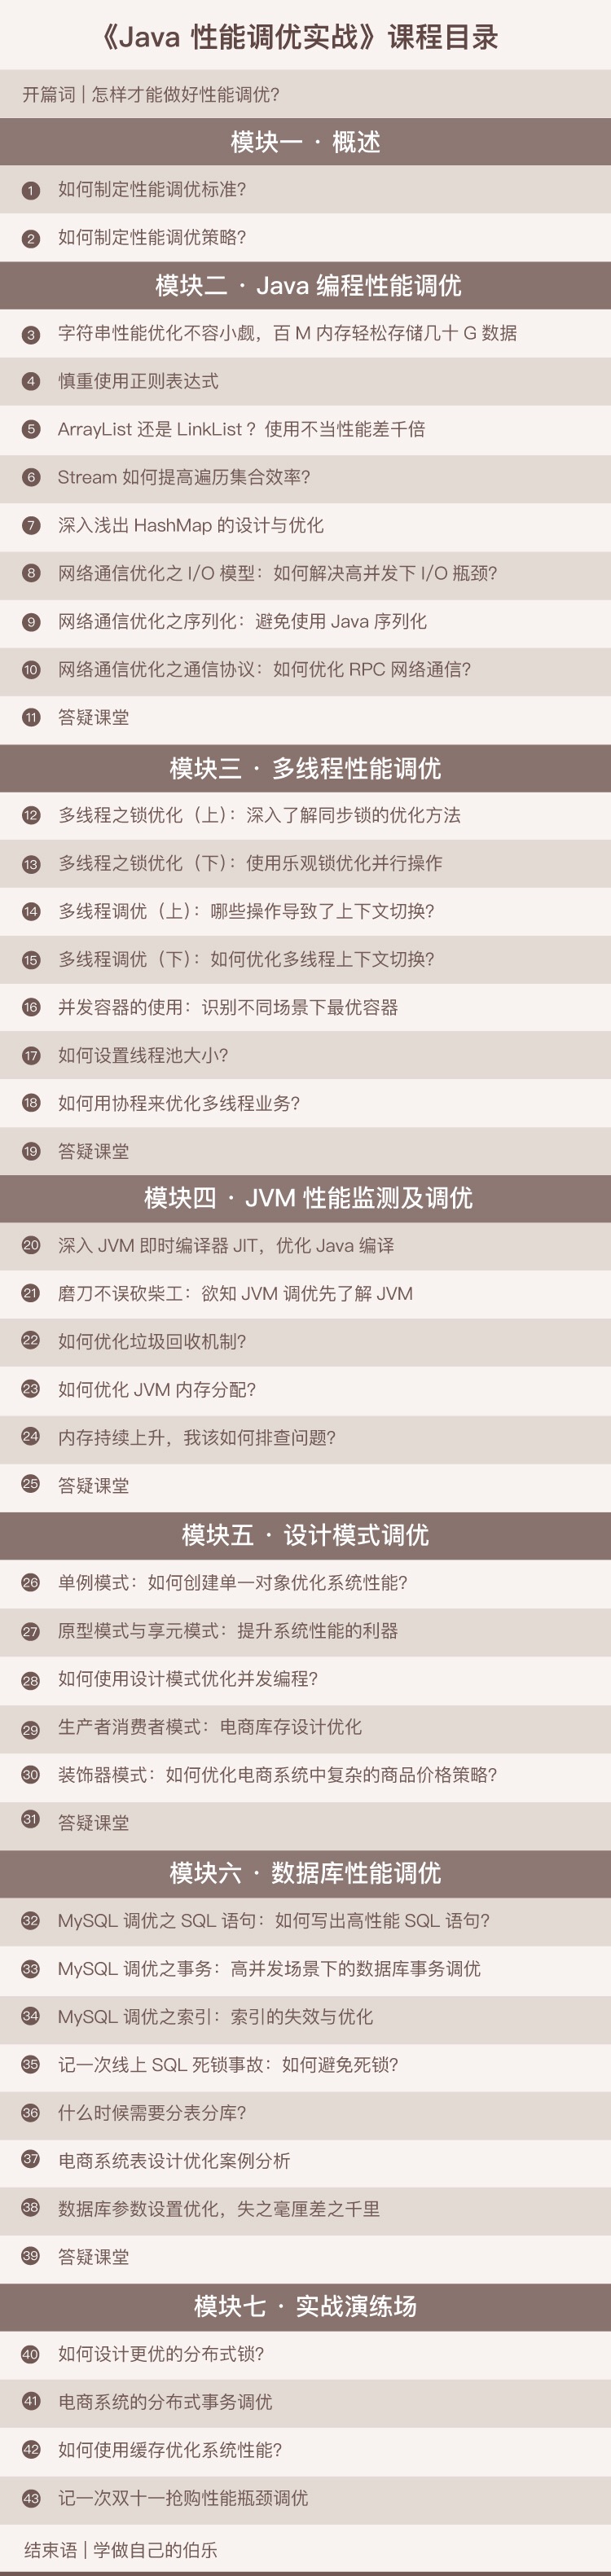 《Java 性能调优实战》课程目录
开篇词 | 怎样才能做好性能调优?
模块一 · 概述
1 如何制定性能调优标准?
2 如何制定性能调优策略?
模块二 · Java 编程性能调优
3 字符串性能优化不容小觑，百 M 内存轻松存储几十 G 数据
4 慎重使用正则表达式
5 ArrayList 还是 LinkList？使用不当性能差千倍
6 Stream 如何提高遍历集合效率?
7 深入浅出 HashMap 的设计与优化
8 网络通信优化之 I/O 模型：如何解决高并发下 I/O 瓶颈?
9 网络通信优化之序列化：避免使用 Java 序列化
10 网络通信优化之通信协议：如何优化 RPC 网络通信?
11 答疑课堂
模块三 · 多线程性能调优
12 多线程之锁优化（上）：深入了解同步锁的优化方法
13 多线程之锁优化（下）：使用乐观锁优化并行操作
14 多线程调优（上）：哪些操作导致了上下文切换?
15 多线程调优（下）：如何优化多线程上下文切换?
16 并发容器的使用：识别不同场景下最优容器
17 如何设置线程池大小?
18 如何用协程来优化多线程业务?
19 答疑课堂
模块四 · JVM 性能监测及调优
20 深入 JVM 即时编译器 JIT，优化 Java 编译
21 磨刀不误砍柴工：欲知 JVM 调优先了解 JVM
22 如何优化垃圾回收机制?
23 如何优化 JVM 内存分配?
24 内存持续上升，我该如何排查问题?
25 答疑课堂
模块五 · 设计模式调优
26 单例模式：如何创建单一对象优化系统性能?
27 原型模式与享元模式：提升系统性能的利器
28 如何使用设计模式优化并发编程?
29 生产者消费者模式：电商库存设计优化
30 装饰器模式：如何优化电商系统中复杂的商品价格策略?
31 答疑课堂
模块六 · 数据库性能调优
32 MySQL 调优之 SQL 语句：如何写出高性能 SQL 语句?
33 MySQL 调优之事务：高并发场景下的数据库事务调优
34 MySQL 调优之索引：索引的失效与优化
35 记一次线上 SQL 死锁事故：如何避免死锁?
36 什么时候需要分表分库?
37 电商系统表设计优化案例分析
38 数据库参数设置优化，失之毫厘差之千里
39 答疑课堂
模块七 · 实战演练场
40 如何设计更优的分布式锁?
41 电商系统的分布式事务调优
42 如何使用缓存优化系统性能?
43 记一次双十一抢购性能瓶颈调优
结束语 | 学做自己的伯乐